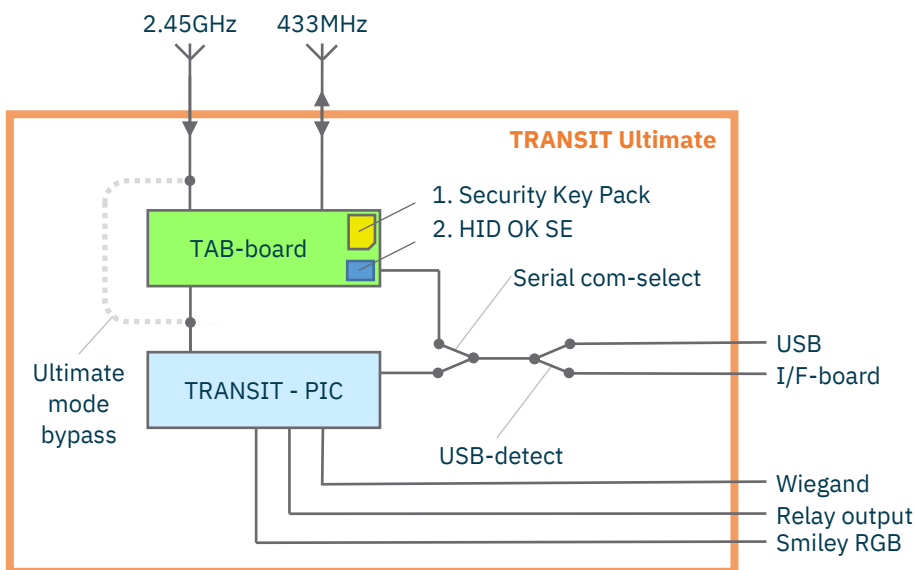 2.45GHz
433MHz
TRANSIT Ultimate
1. Security Key Pack
2. HID OK SE
TAB-board
Serial com-select
USB
I/F-board
Ultimate
mode
bypass
TRANSIT - PIC
USB-detect
Wiegand
Relay output
Smiley RGB